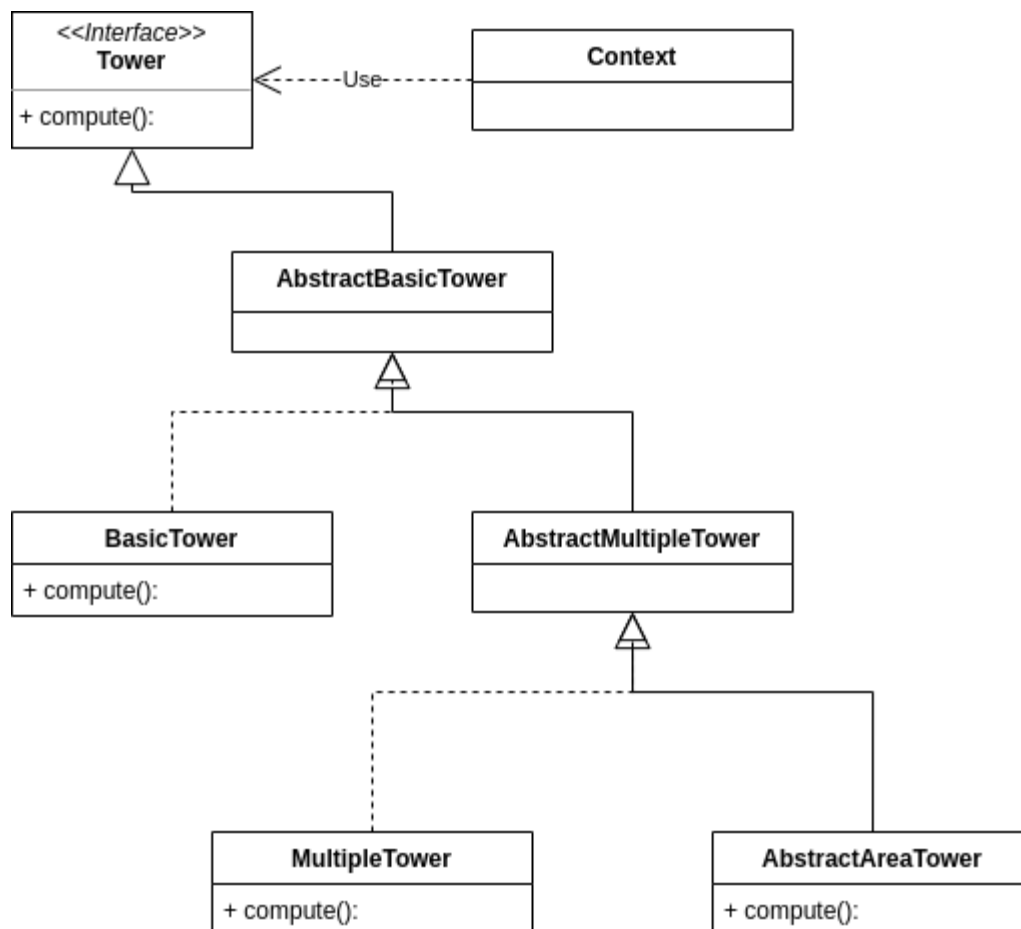 <<Interface>>
Tower
+ compute():
Use
Context
AbstractBasicTower
BasicTower
+ compute():
AbstractMultipleTower
MultipleTower
+ compute():
AbstractAreaTower
+ compute():